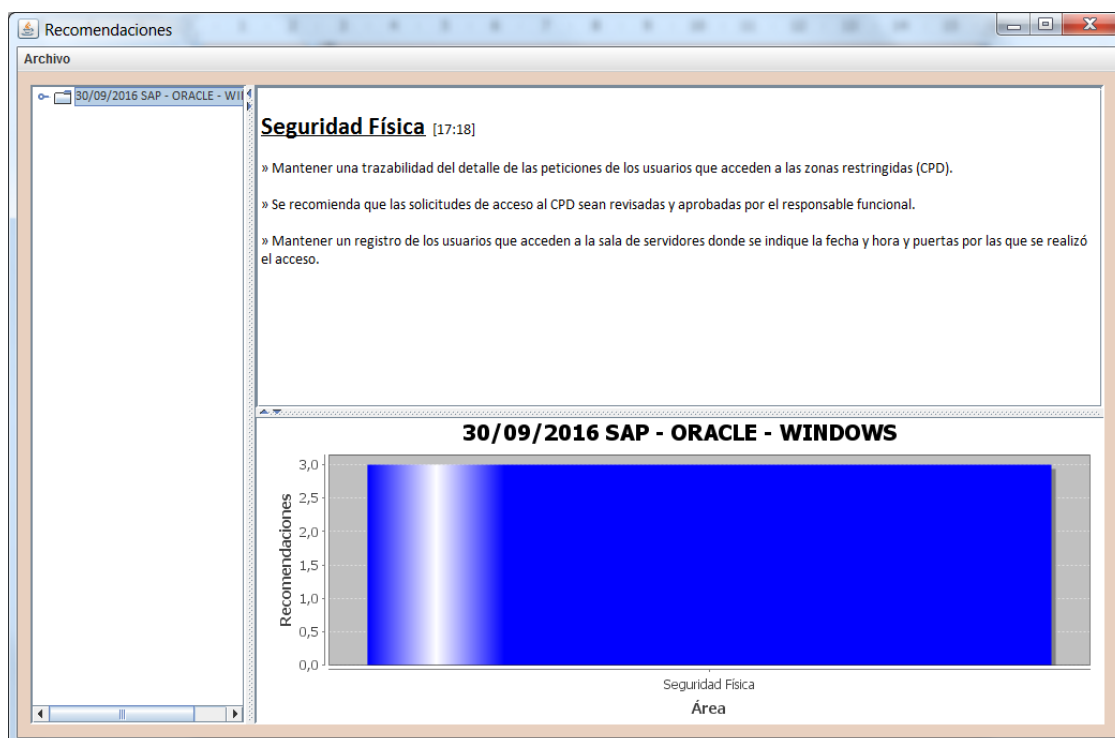 Recomendaciones
Archivo
30/09/2016 SAP - ORACLE - WII
Seguridad Física [17:18]
» Mantener una trazabilidad del detalle de las peticiones de los usuarios que acceden a las zonas restringidas (CPD).
» Se recomienda que las solicitudes de acceso al CPD sean revisadas y aprobadas por el responsable funcional.
» Mantener un registro de los usuarios que acceden a la sala de servidores donde se indique la fecha y hora y puertas por las que se realizó
el acceso.
30/09/2016 SAP - ORACLE - WINDOWS
Recomendaciones
3,0
2,5
2,0
1,5
1,0
0,5
0,0
Seguridad Física
Área